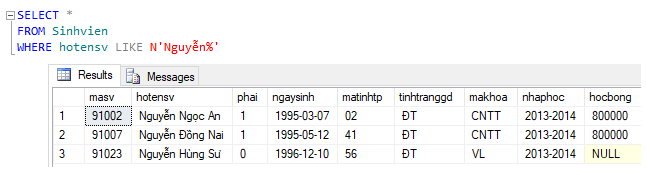 SELECT *
FROM Sinhvien
WHERE hotensv LIKE N'Nguyễn%'
Results Messages
masv hotensv phai ngaysinh matinhtp tinhtranggd makhoa nhaphoc hocbong
1 91002 Nguyễn Ngọc An 1 1995-03-07 02 ĐT CNTT 2013-2014 800000
2 91007 Nguyễn Đồng Nai 1 1995-05-12 41 ĐT CNTT 2013-2014 800000
3 91023 Nguyễn Hùng Sư 0 1996-12-10 56 ĐT VL 2013-2014 NULL